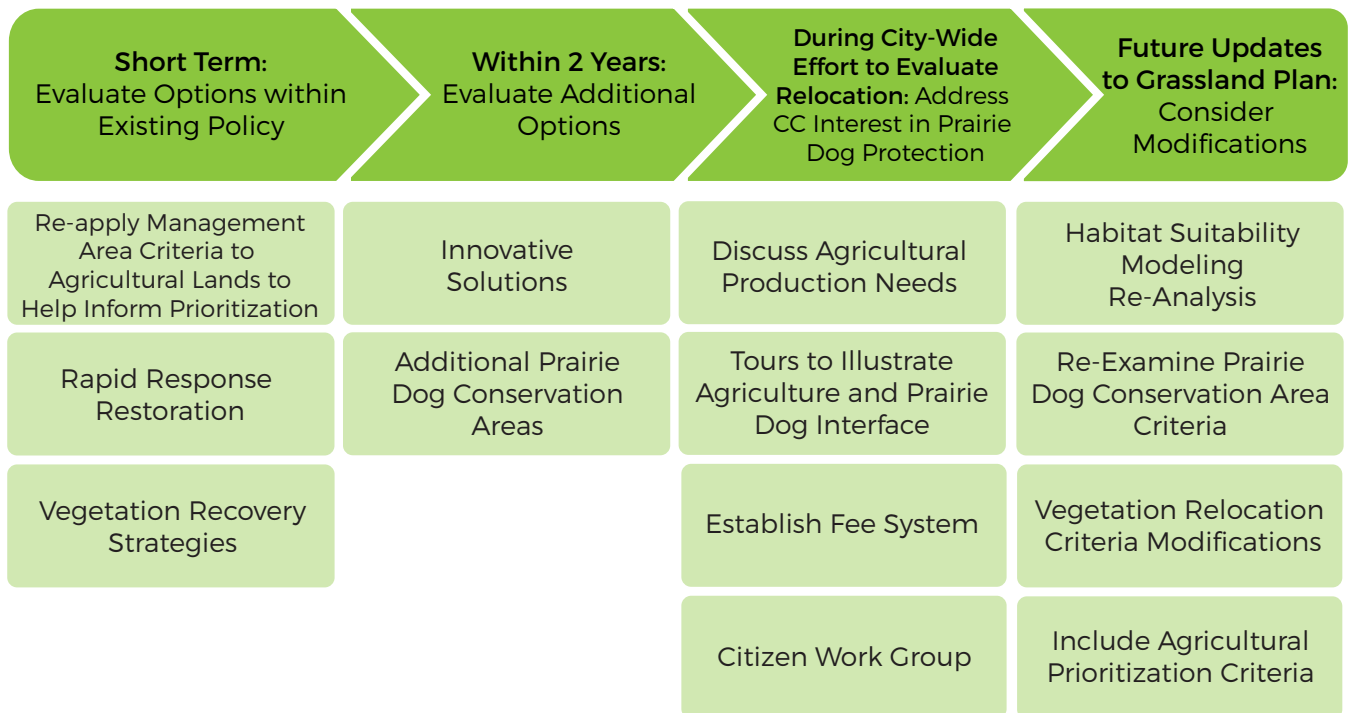 Short Term:
Evaluate Options within
Existing Policy
Within 2 Years:
Evaluate Additional
Options
During City-Wide
Effort to Evaluate
Relocation: Address
CC Interest in Prairie
Dog Protection
Future Updates
to Grassland Plan:
Consider
Modifications
Re-apply Management
Area Criteria to
Agricultural Lands to
Help Inform Prioritization
Rapid Response
Restoration
Vegetation Recovery
Strategies
Innovative
Solutions
Additional Prairie
Dog Conservation
Areas
Discuss Agricultural
Production Needs
Tours to Illustrate
Agriculture and Prairie
Dog Interface
Establish Fee System
Citizen Work Group
Habitat Suitability
Modeling
Re-Analysis
Re-Examine Prairie
Dog Conservation Area
Criteria
Vegetation Relocation
Criteria Modifications
Include Agricultural
Prioritization Criteria